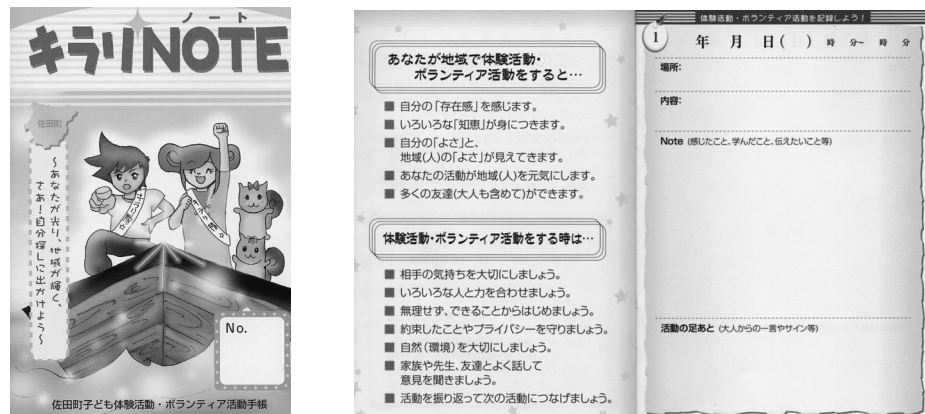 ノート
キラリNOTE
佐田町
～あなたが光り、地域が輝く、
さあ！自分探しに出かけよう～
キラリ
No.
佐田町子ども体験活動・ボランティア活動手帳
あなたが地域で体験活動・
ボランティア活動をすると…
■ 自分の「存在感」を感じます。
■ いろいろな「知恵」が身につきます。
■ 自分の「よさ」と、
地域(人)の「よさ」が見えてきます。
■ あなたの活動が地域(人)を元気にします。
■ 多くの友達(大人も含めて)ができます。
体験活動・ボランティア活動をする時は…
■ 相手の気持ちを大切にしましょう。
■ いろいろな人と力を合わせましょう。
■ 無理せず、できることからはじめましょう。
■ 約束したことやプライバシーを守りましょう。
■ 自然(環境)を大切にしましょう。
■ 家族や先生、友達とよく話して
意見を聞きましょう。
■ 活動を振り返って次の活動につなげましょう。
体験活動・ボランティア活動を記録しよう！
1 年 月 日( ) 時 分～ 時 分
場所:
内容:
Note (感じたこと、学んだこと、伝えたいこと等)
活動の足あと (大人からの一言やサイン等)